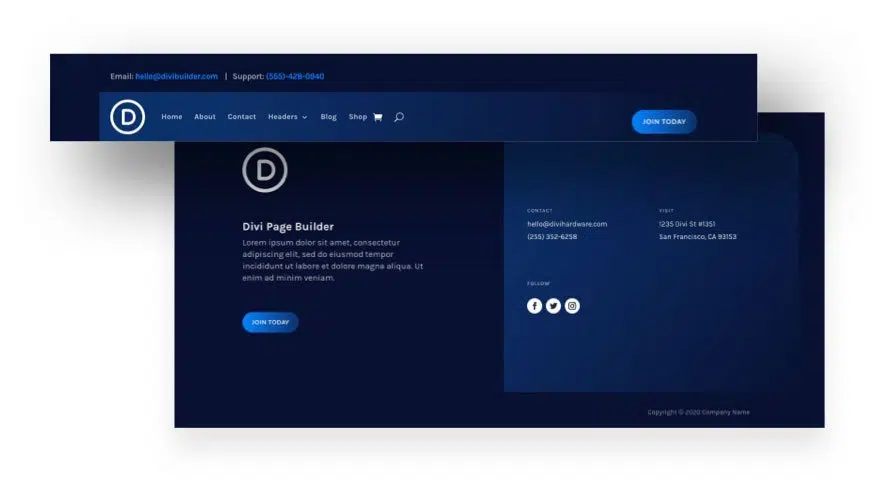 Email: hello@divibuilder.com | Support: (555)-428-0940
D Home About Contact Headers Blog Shop JOIN TODAY
D
Divi Page Builder
Lorem ipsum dolor sit amet, consectetur
adipiscing elit, sed do eiusmod tempor
incididunt ut labore et dolore magna aliqua. Ut
enim ad minim veniam.
JOIN TODAY
CONTACT
hello@divihardware.com
(255) 352-6258
VISIT
1235 Divi St #1351
San Francisco, CA 93153
FOLLOW
Copyright © 2020 Company Name